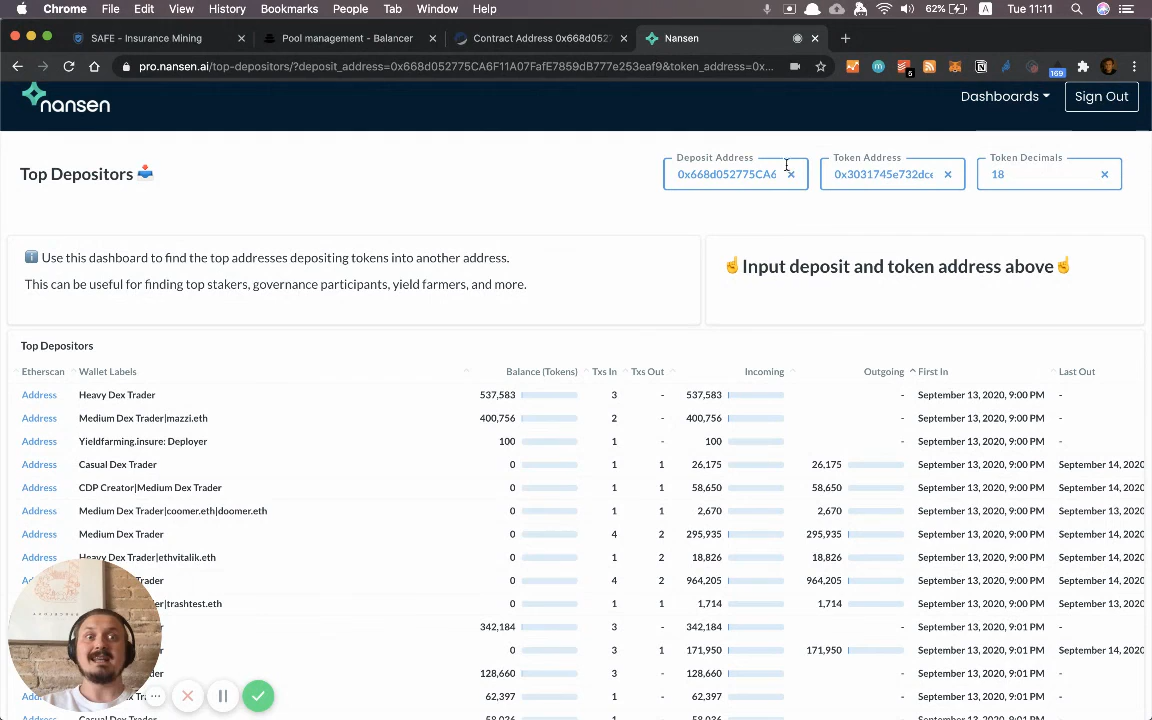 Chrome File Edit View History Bookmarks People Tab Window Help 62% A Tue 11:11
SAFE - Insurance Mining Pool management - Balancer Contract Address 0x668d052 Nansen
pro.nansen.ai/top-depositors/?deposit_address=0x668d052775CA6F11A07FafE7859dB777e253eaf9&token_address=0x... 5 169
nansen Dashboards Sign Out
Top Depositors
Deposit Address Token Address Token Decimals
0x668d052775CA6 0x3031745e732dce 18
Use this dashboard to find the top addresses depositing tokens into another address.
This can be useful for finding top stakers, governance participants, yield farmers, and more.
☝️Input deposit and token address above☝️
Top Depositors
Etherscan Wallet Labels Balance (Tokens) Txs In Txs Out Incoming Outgoing First In Last Out
Address Heavy Dex Trader 537,583 3 - 537,583 - September 13, 2020, 9:00 PM -
Address Medium Dex Trader|mazzi.eth 400,756 2 - 400,756 - September 13, 2020, 9:00 PM -
Address Yieldfarming.insure: Deployer 100 1 - 100 - September 13, 2020, 9:00 PM -
Address Casual Dex Trader 0 1 1 26,175 26,175 September 13, 2020, 9:00 PM September 14, 2020
Address CDP Creator|Medium Dex Trader 0 1 1 58,650 58,650 September 13, 2020, 9:00 PM September 14, 2020
Address Medium Dex Trader|coomer.eth|doomer.eth 0 1 1 2,670 2,670 September 13, 2020, 9:00 PM September 14, 2020
Address Medium Dex Trader 0 4 2 295,935 295,935 September 13, 2020, 9:00 PM September 14, 2020
Address Heavy Dex Trader|ethvitalik.eth 0 1 2 18,826 18,826 September 13, 2020, 9:00 PM September 14, 2020
Trader 0 4 2 964,205 964,205 September 13, 2020, 9:00 PM September 14, 2020
|trashtest.eth 0 1 1 1,714 1,714 September 13, 2020, 9:00 PM September 13, 2020
342,184 3 - 342,184 - September 13, 2020, 9:01 PM -
0 3 1 171,950 171,950 September 13, 2020, 9:01 PM September 14, 2020
128,660 3 - 128,660 - September 13, 2020, 9:01 PM -
62,397 1 - 62,397 - September 13, 2020, 9:01 PM -